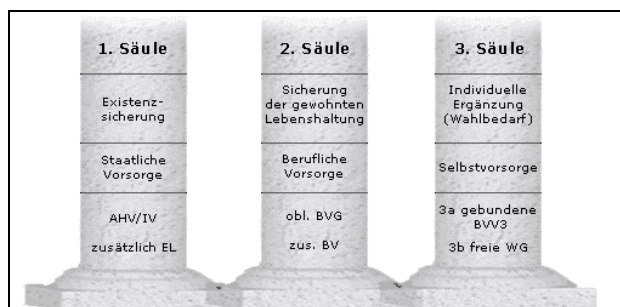 1. Säule
Existenz-
sicherung
Staatliche
Vorsorge
AHV/IV
zusätzlich EL
2. Säule
Sicherung
der gewohnten
Lebenshaltung
Berufliche
Vorsorge
obl. BVG
zus. BV
3. Säule
Individuelle
Ergänzung
(Wahlbedarf)
Selbstvorsorge
3a gebundene
BVV3
3b freie WG